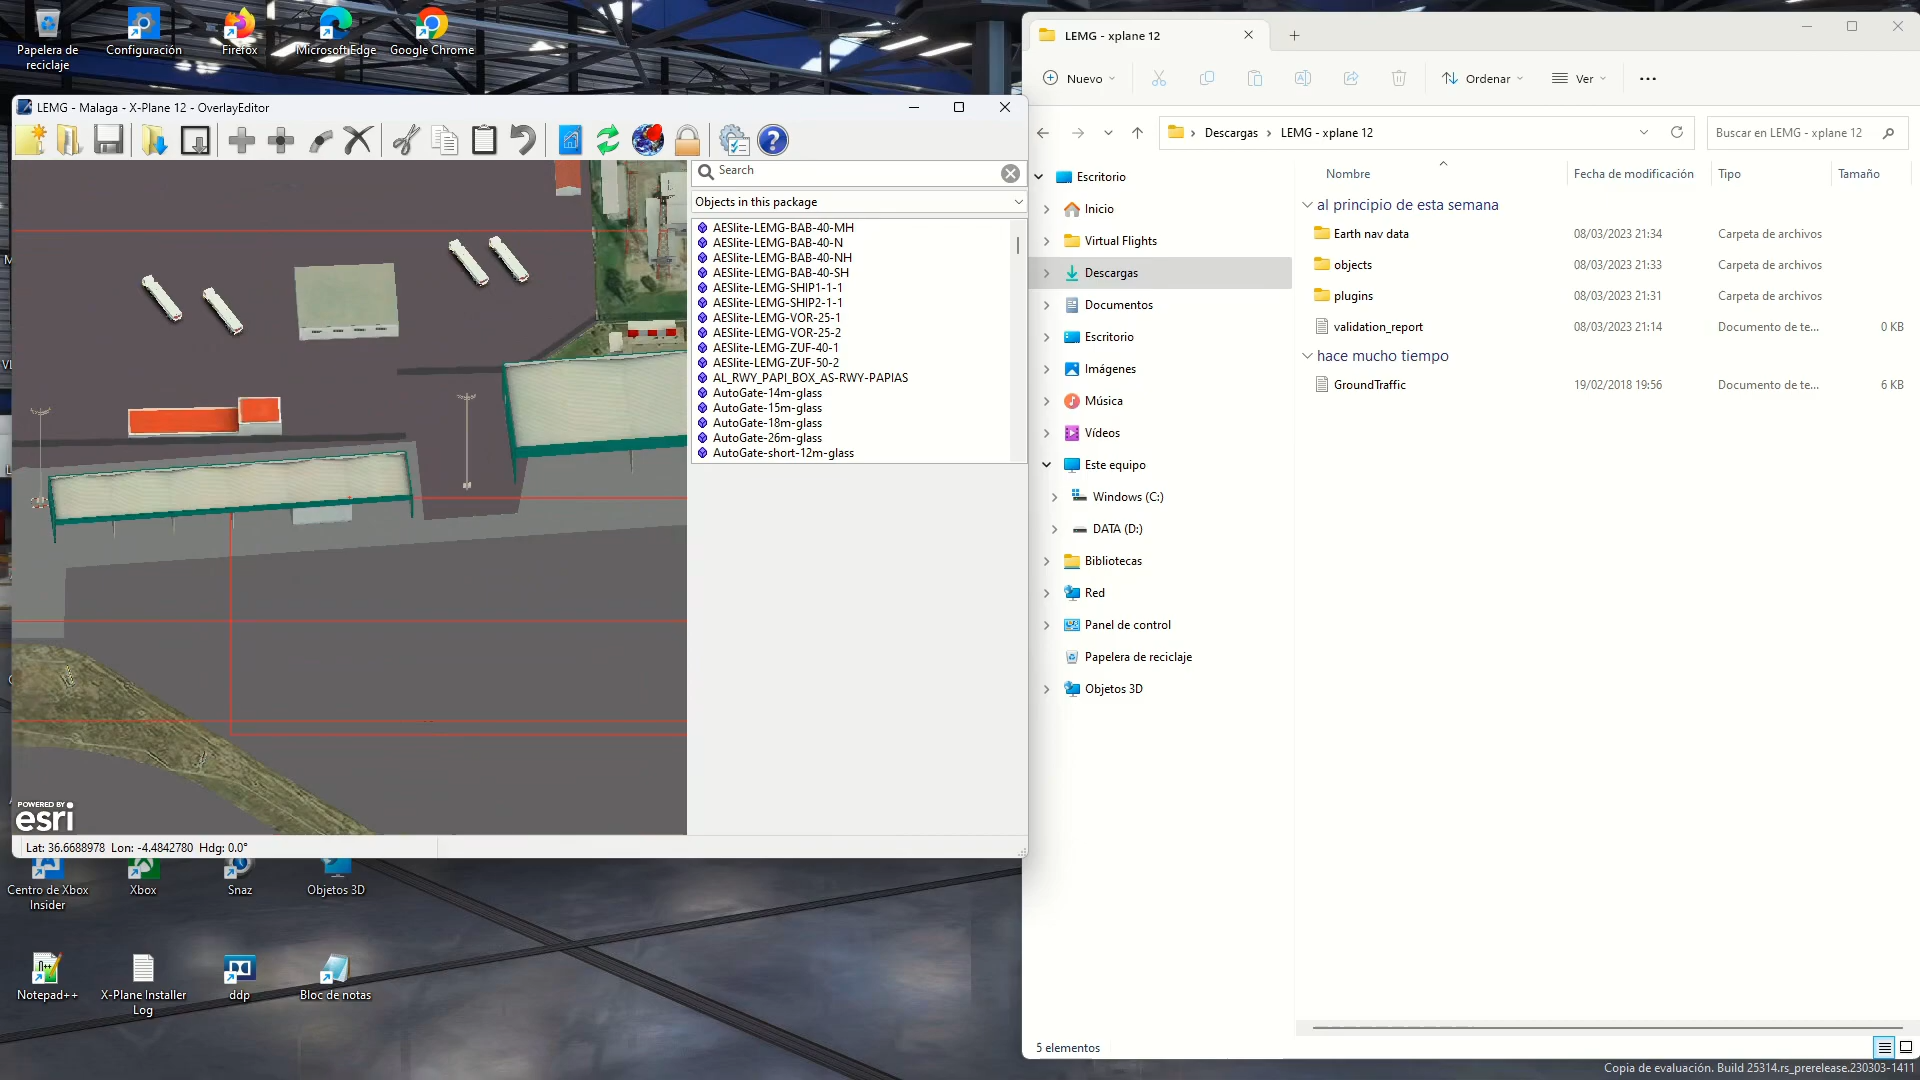 Papelera de
reciclaje
Configuración
Firefox
Microsoft Edge
Google Chrome
LEMG - Malaga - X-Plane 12 - OverlayEditor
Search
Objects in this package
AESlite-LEMG-BAB-40-MH
AESlite-LEMG-BAB-40-N
AESlite-LEMG-BAB-40-NH
AESlite-LEMG-BAB-40-SH
AESlite-LEMG-SHIP1-1-1
AESlite-LEMG-SHIP2-1-1
AESlite-LEMG-VOR-25-1
AESlite-LEMG-VOR-25-2
AESlite-LEMG-ZUF-40-1
AESlite-LEMG-ZUF-50-2
AL_RWY_PAPI_BOX_AS-RWY-PAPIAS
AutoGate-14m-glass
AutoGate-15m-glass
AutoGate-18m-glass
AutoGate-26m-glass
AutoGate-short-12m-glass
POWERED BY
esri
Lat: 36.6688978 Lon: -4.4842780 Hdg: 0.0°
Centro de Xbox
Insider
Xbox
Snaz
Objetos 3D
Notepad++
X-Plane Installer
Log
ddp
Bloc de notas
LEMG - xplane 12
Nuevo
Ordenar
Ver
Descargas > LEMG - xplane 12
Buscar en LEMG - xplane 12
Escritorio
Inicio
Virtual Flights
Descargas
Documentos
Escritorio
Imágenes
Música
Vídeos
Este equipo
Windows (C:)
DATA (D:)
Bibliotecas
Red
Panel de control
Papelera de reciclaje
Objetos 3D
Nombre Fecha de modificación Tipo Tamaño
al principio de esta semana
Earth nav data 08/03/2023 21:34 Carpeta de archivos
objects 08/03/2023 21:33 Carpeta de archivos
plugins 08/03/2023 21:31 Carpeta de archivos
validation_report 08/03/2023 21:14 Documento de te... 0 KB
hace mucho tiempo
GroundTraffic 19/02/2018 19:56 Documento de te... 6 KB
5 elementos
Copia de evaluación. Build 25314.rs_prerelease.230303-1411